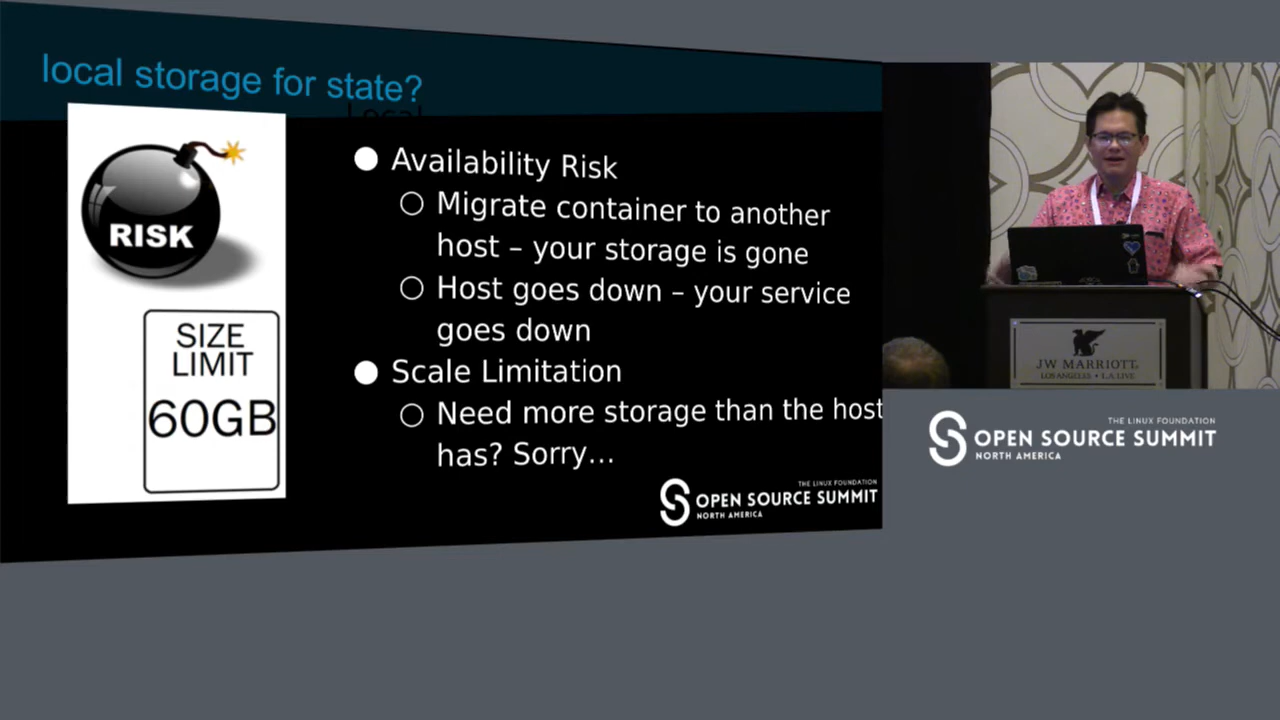 local storage for state?
Local
RISK
SIZE
LIMIT
60GB
Availability Risk
Migrate container to another
host – your storage is gone
Host goes down – your service
goes down
Scale Limitation
Need more storage than the host
has? Sorry...
THE LINUX FOUNDATION
OPEN SOURCE SUMMIT
NORTH AMERICA
JW MARRIOTT
LOS ANGELES • L.A. LIVE
THE LINUX FOUNDATION
OPEN SOURCE SUMMIT
NORTH AMERICA